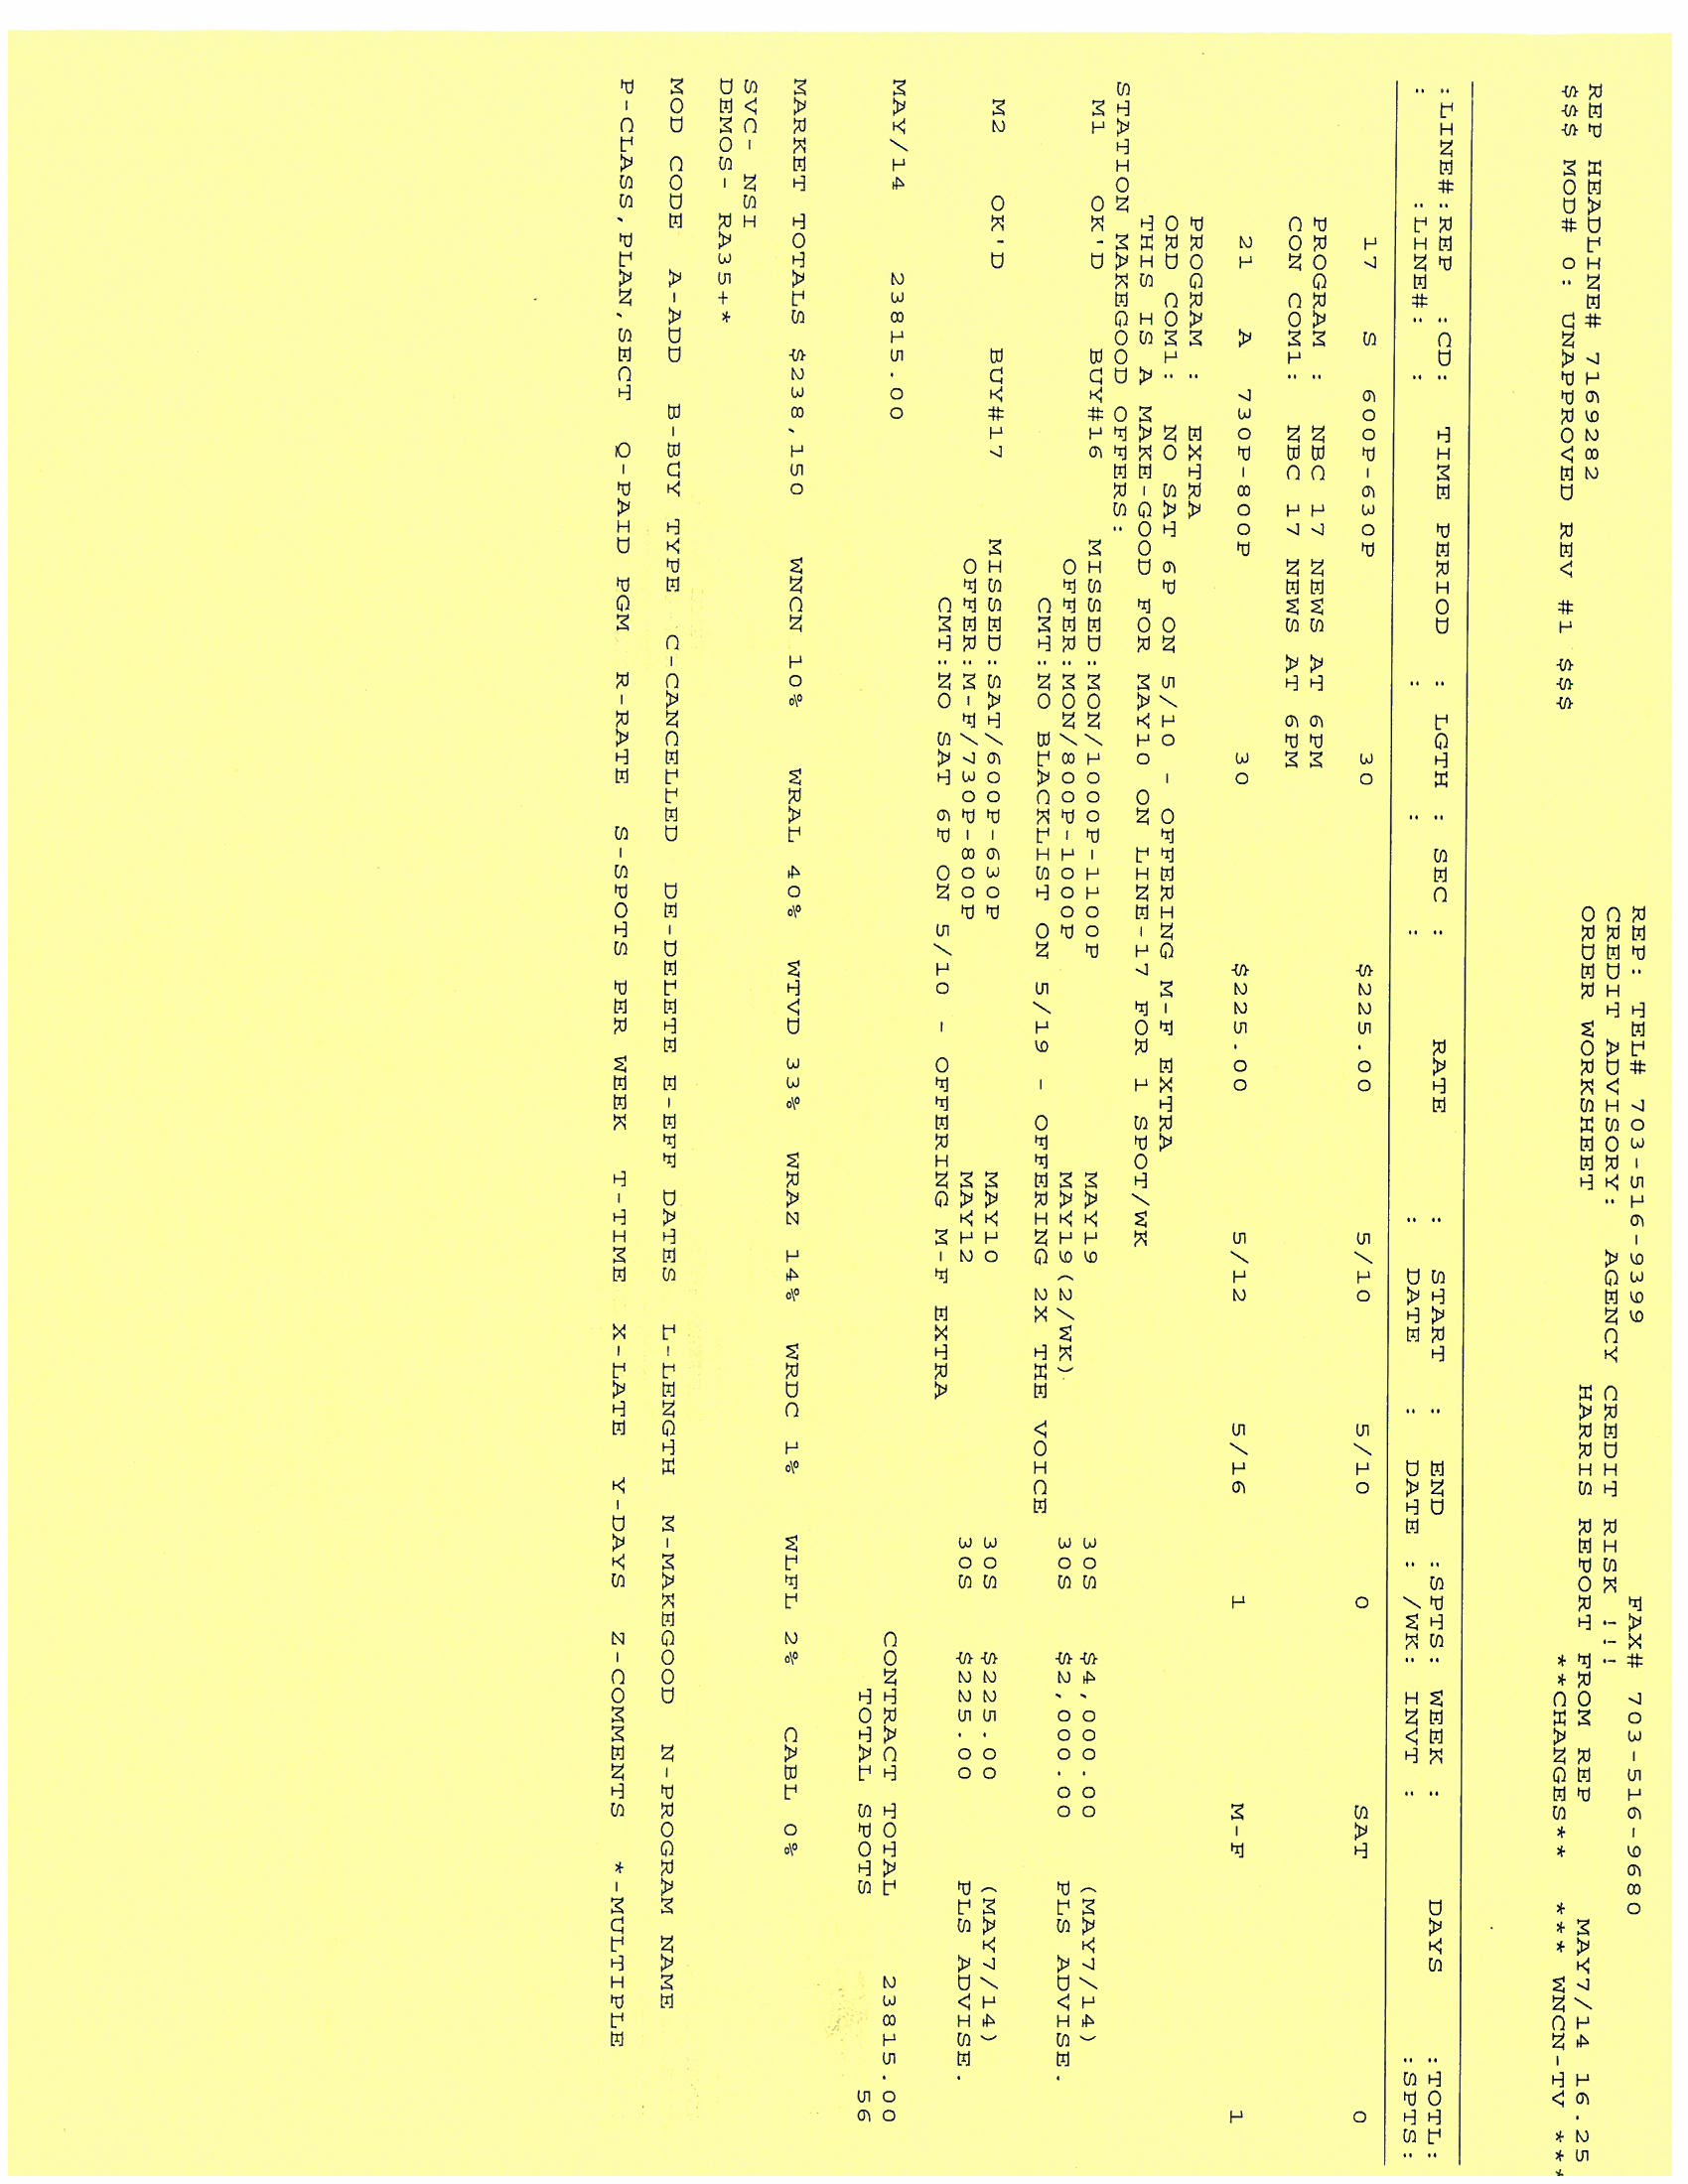 REP: TEL# 703-516-9399 FAX# 703-516-9680
CREDIT ADVISORY: AGENCY CREDIT RISK !!!
REP HEADLINE# 7169282 ORDER WORKSHEET HARRIS REPORT FROM REP MAY7/14 16.25
$$$ MOD# 0: UNAPPROVED REV #1 $$$ **CHANGES** *** WNCN-TV ***
:LINE#:REP :CD: TIME PERIOD : LGTH : SEC : RATE : START : END :SPTS: WEEK : DAYS :TOTL:
: :LINE#: : : : : : DATE : DATE : /WK: INVT : :SPTS:
17 S 600P-630P 30 $225.00 5/10 5/10 0 SAT 0
PROGRAM : NBC 17 NEWS AT 6PM
CON COM1: NBC 17 NEWS AT 6PM
21 A 730P-800P 30 $225.00 5/12 5/16 1 M-F 1
PROGRAM : EXTRA
ORD COM1: NO SAT 6P ON 5/10 - OFFERING M-F EXTRA
THIS IS A MAKE-GOOD FOR MAY10 ON LINE-17 FOR 1 SPOT/WK
STATION MAKEGOOD OFFERS:
M1 OK'D BUY#16 MISSED:MON/1000P-1100P MAY19 30S $4,000.00 (MAY7/14)
OFFER:MON/800P-1000P MAY19(2/WK) 30S $2,000.00 PLS ADVISE.
CMT:NO BLACKLIST ON 5/19 - OFFERING 2X THE VOICE
M2 OK'D BUY#17 MISSED:SAT/600P-630P MAY10 30S $225.00 (MAY7/14)
OFFER:M-F/730P-800P MAY12 30S $225.00 PLS ADVISE.
CMT:NO SAT 6P ON 5/10 - OFFERING M-F EXTRA
MAY/14 23815.00 CONTRACT TOTAL 23815.00
TOTAL SPOTS 56
MARKET TOTALS $238,150 WNCN 10% WRAL 40% WTVD 33% WRAZ 14% WRDC 1% WLFL 2% CABL 0%
SVC- NSI
DEMOS- RA35+*
MOD CODE A-ADD B-BUY TYPE C-CANCELLED DE-DELETE E-EFF DATES L-LENGTH M-MAKEGOOD N-PROGRAM NAME
P-CLASS,PLAN,SECT Q-PAID PGM R-RATE S-SPOTS PER WEEK T-TIME X-LATE Y-DAYS Z-COMMENTS *-MULTIPLE